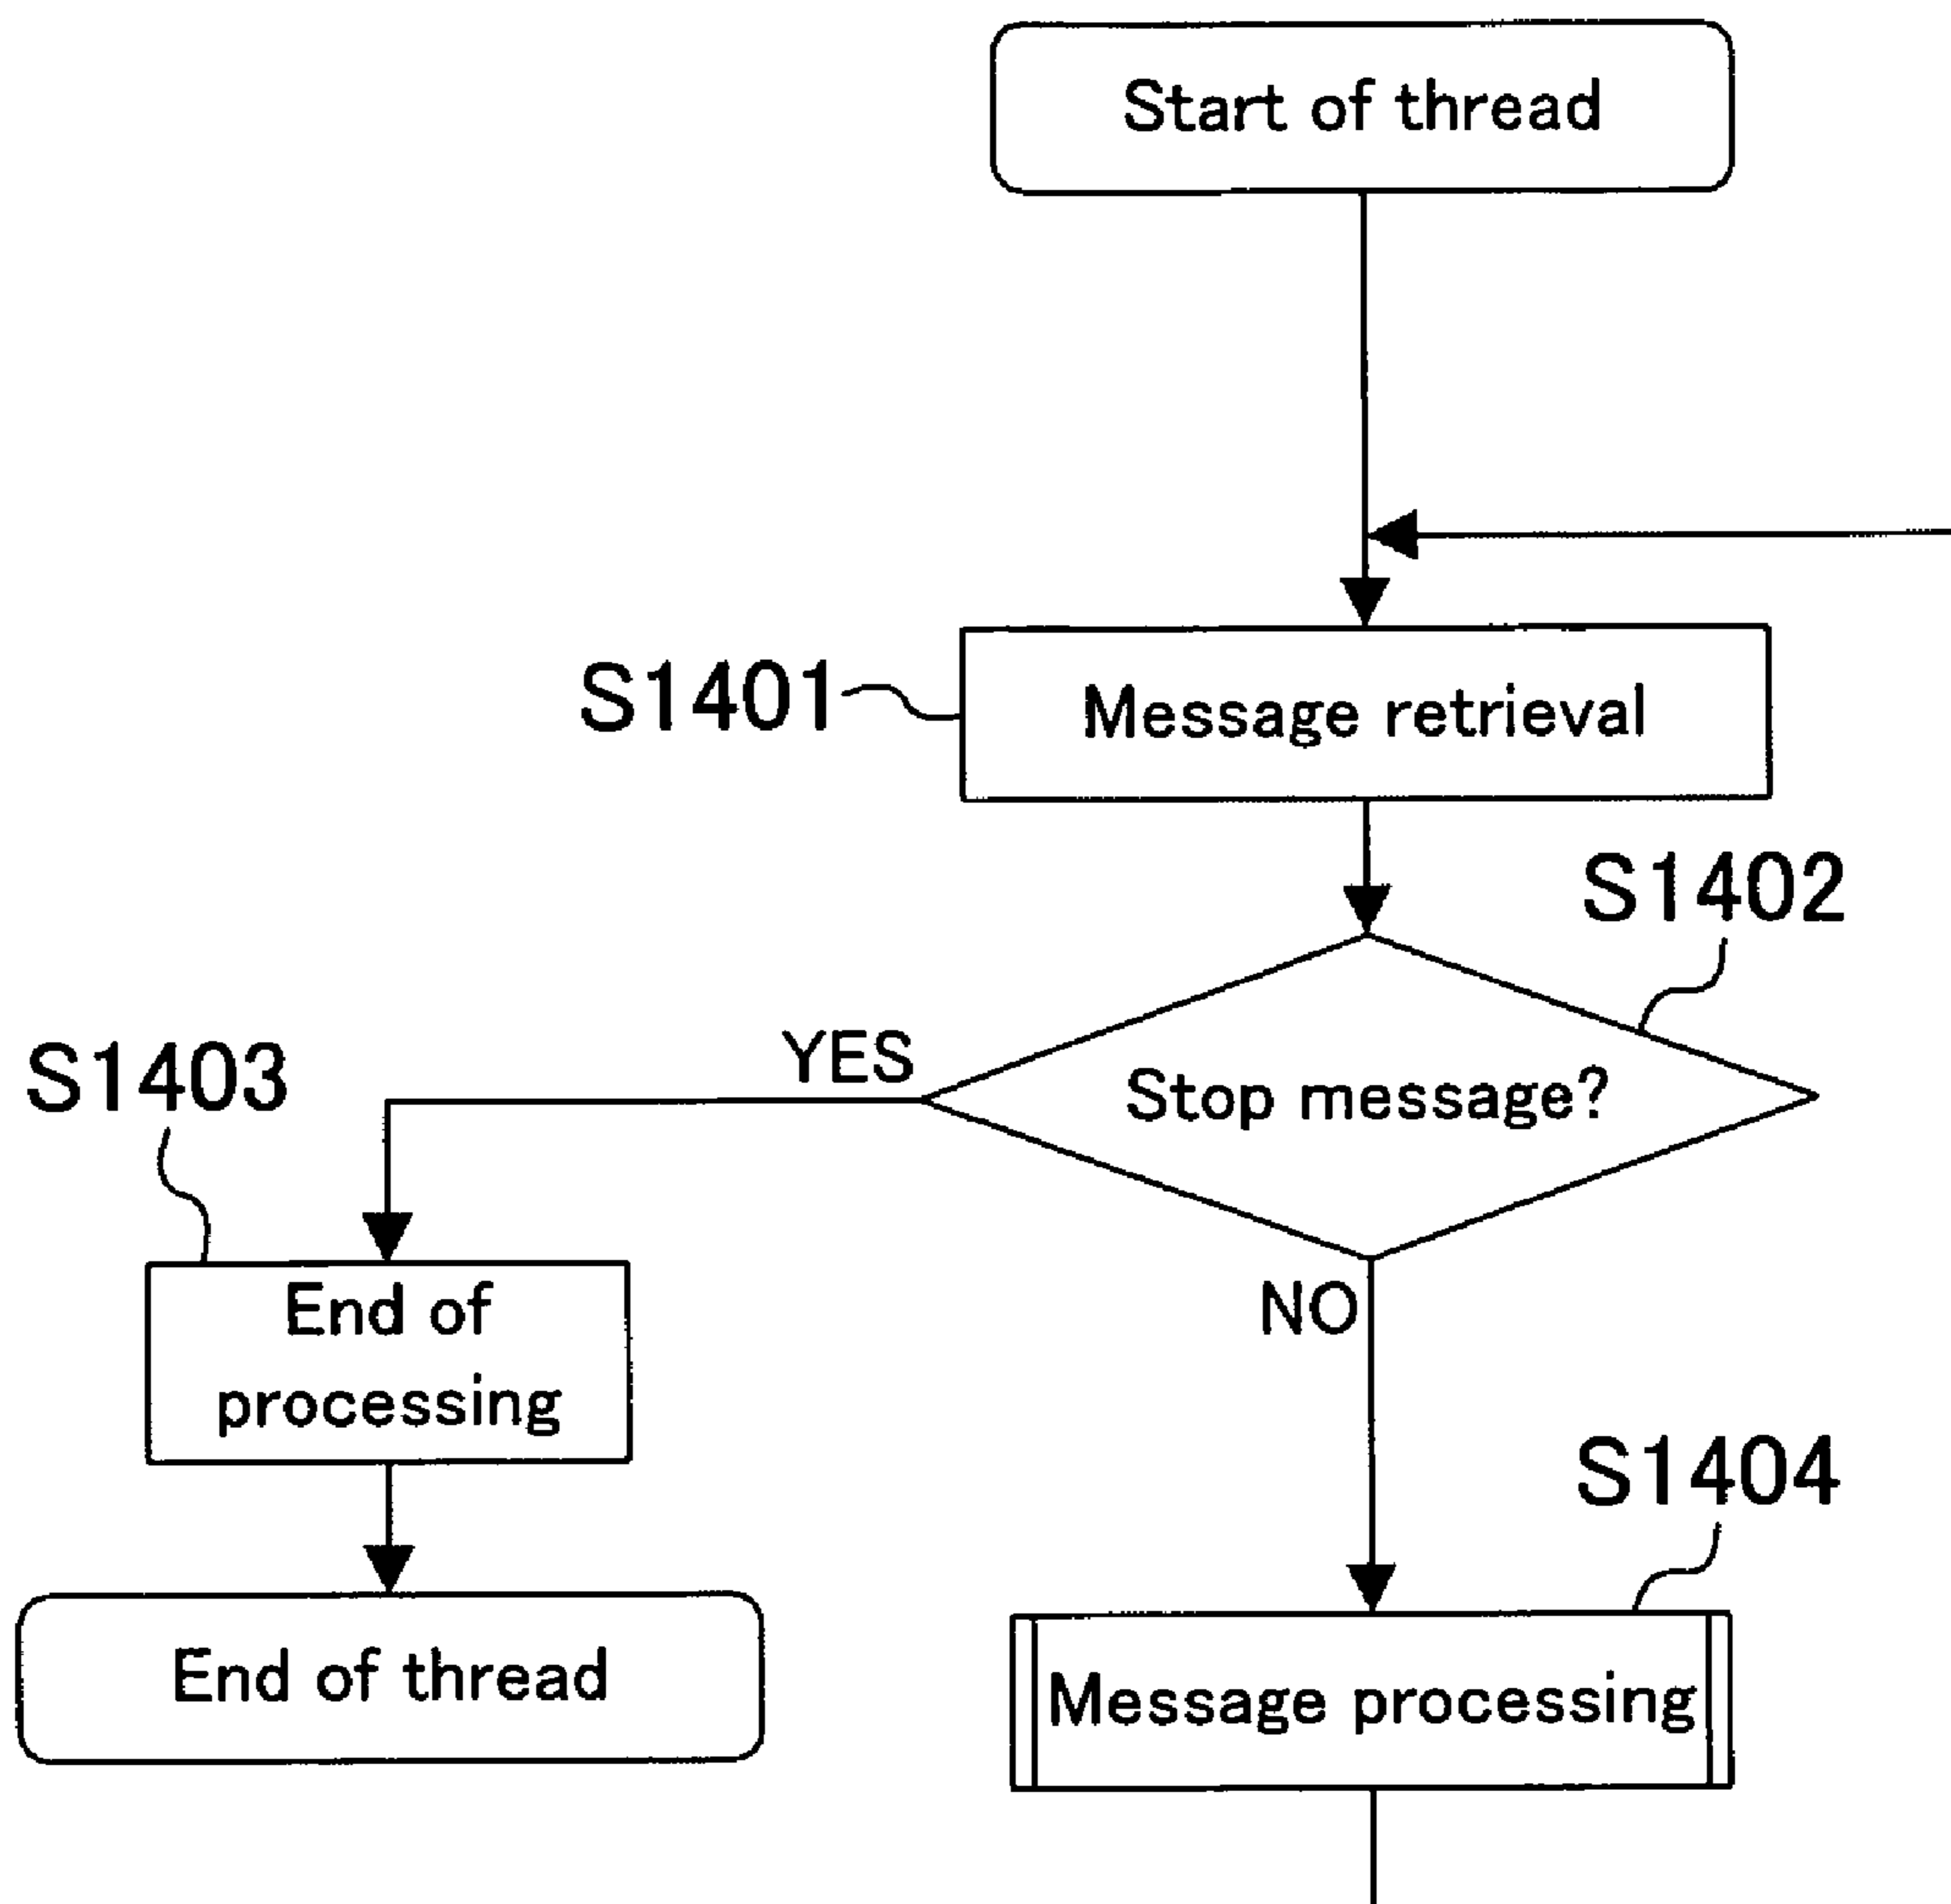 Start of thread
S1401
Message retrieval
S1402
YES
Stop message?
S1403
NO
End of
processing
S1404
End of thread
Message processing